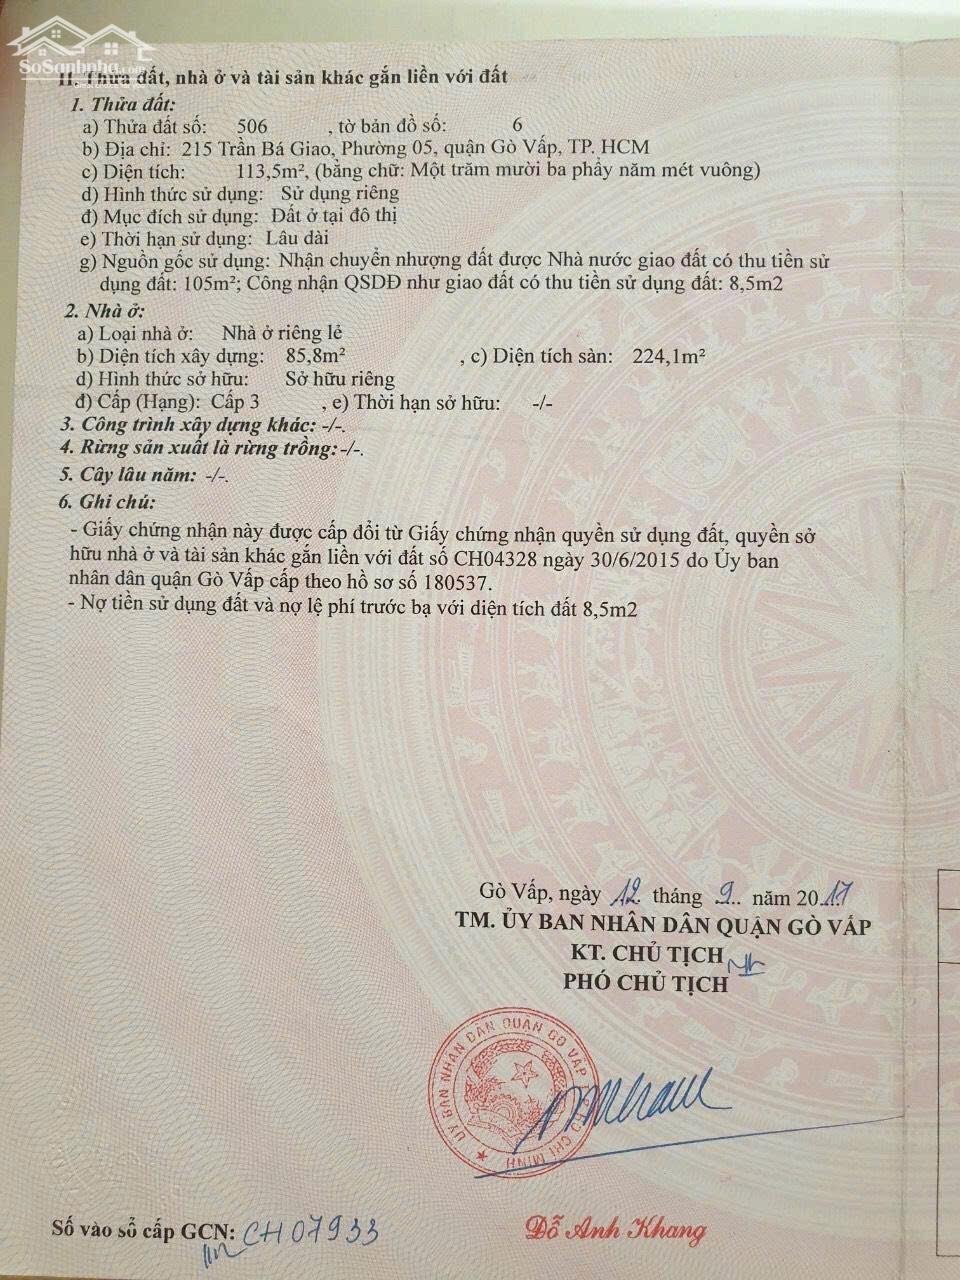 SoSanhnha.com
II. Thửa đất, nhà ở và tài sản khác gắn liền với đất
1. Thửa đất:
a) Thửa đất số: 506 , tờ bản đồ số: 6
b) Địa chỉ: 215 Trần Bá Giao, Phường 05, quận Gò Vấp, TP. HCM
c) Diện tích: 113,5m², (bằng chữ: Một trăm mười ba phẩy năm mét vuông)
d) Hình thức sử dụng: Sử dụng riêng
đ) Mục đích sử dụng: Đất ở tại đô thị
e) Thời hạn sử dụng: Lâu dài
g) Nguồn gốc sử dụng: Nhận chuyển nhượng đất được Nhà nước giao đất có thu tiền sử
dụng đất: 105m²; Công nhận QSDĐ như giao đất có thu tiền sử dụng đất: 8,5m2
2. Nhà ở:
a) Loại nhà ở: Nhà ở riêng lẻ
b) Diện tích xây dựng: 85,8m² , c) Diện tích sàn: 224,1m²
d) Hình thức sở hữu: Sở hữu riêng
đ) Cấp (Hạng): Cấp 3 , e) Thời hạn sở hữu: -/-
3. Công trình xây dựng khác: -/-.
4. Rừng sản xuất là rừng trồng: -/-.
5. Cây lâu năm: -/-.
6. Ghi chú:
- Giấy chứng nhận này được cấp đổi từ Giấy chứng nhận quyền sử dụng đất, quyền sở
hữu nhà ở và tài sản khác gắn liền với đất số CH04328 ngày 30/6/2015 do Ủy ban
nhân dân quận Gò Vấp cấp theo hồ sơ số 180537.
- Nợ tiền sử dụng đất và nợ lệ phí trước bạ với diện tích đất 8,5m2
Gò Vấp, ngày 12 tháng 9.. năm 2017
TM. ỦY BAN NHÂN DÂN QUẬN GÒ VẤP
KT. CHỦ TỊCH
PHÓ CHỦ TỊCH
ỦY BAN NHÂN DÂN QUẬN GÒ VẤP
HỒ CHÍ MINH
Số vào sổ cấp GCN: CH07933
Đỗ Anh Khang